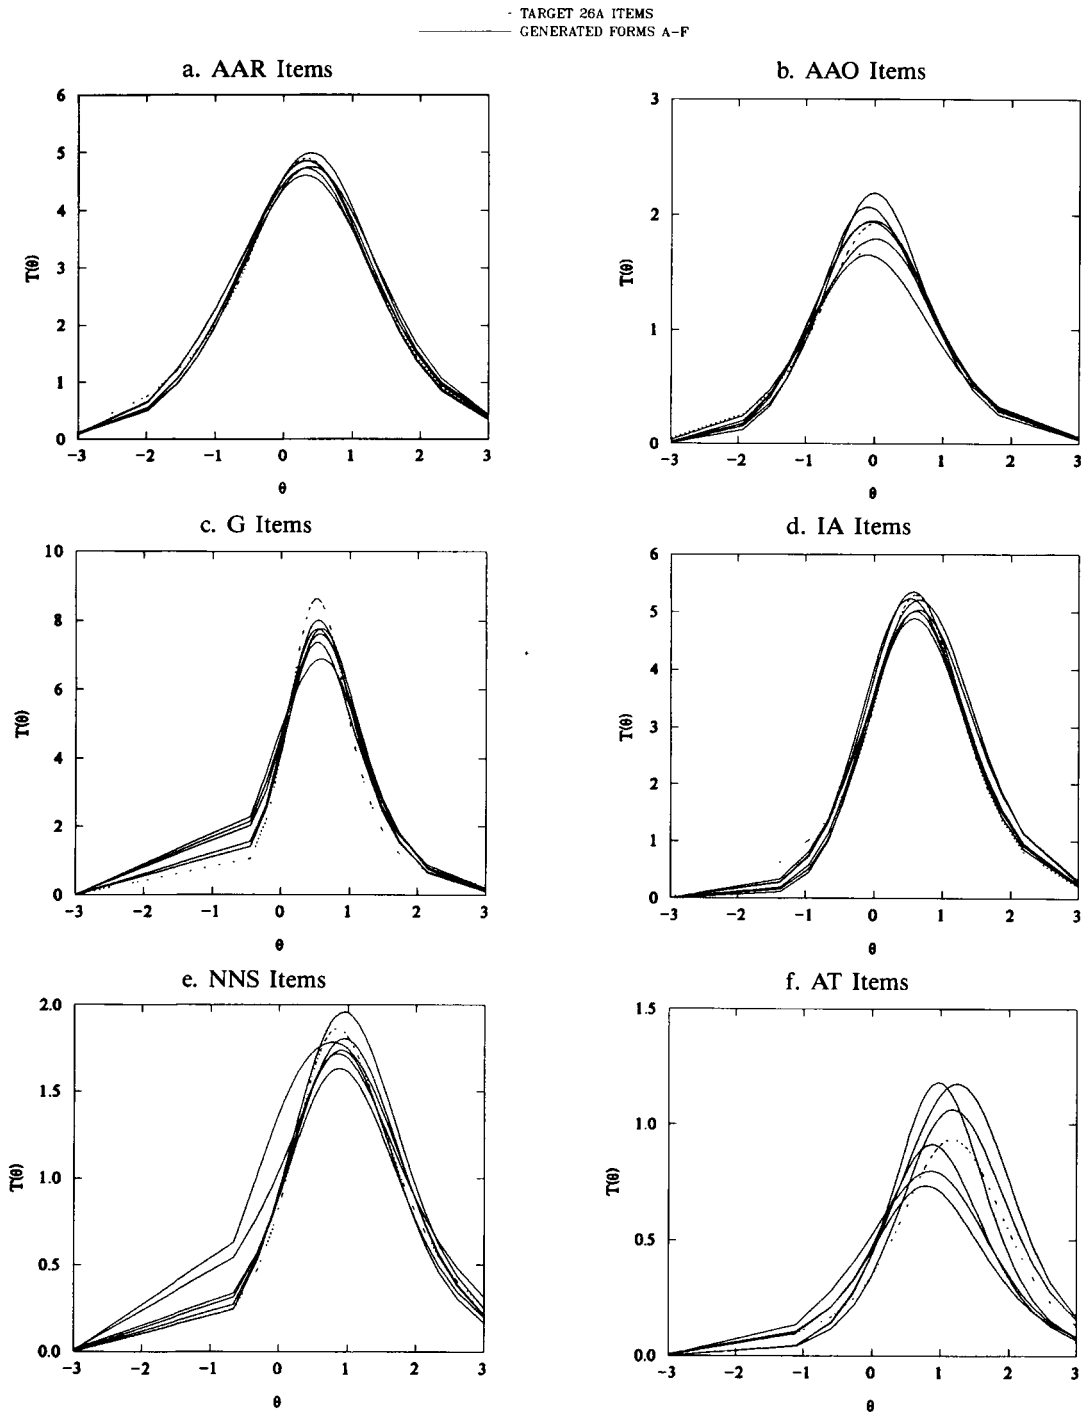 - TARGET 26A ITEMS
GENERATED FORMS A-F
a. AAR Items
6
5
4
3
2
1
0
T(θ)
-3 -2 -1 0 1 2 3
θ
b. AAO Items
3
2
1
0
T(θ)
-3 -2 -1 0 1 2 3
θ
c. G Items
10
8
6
4
2
0
T(θ)
-3 -2 -1 0 1 2 3
θ
d. IA Items
6
5
4
3
2
1
0
T(θ)
-3 -2 -1 0 1 2 3
θ
e. NNS Items
2.0
1.5
1.0
0.5
0.0
T(θ)
-3 -2 -1 0 1 2 3
θ
f. AT Items
1.5
1.0
0.5
0.0
T(θ)
-3 -2 -1 0 1 2 3
θ